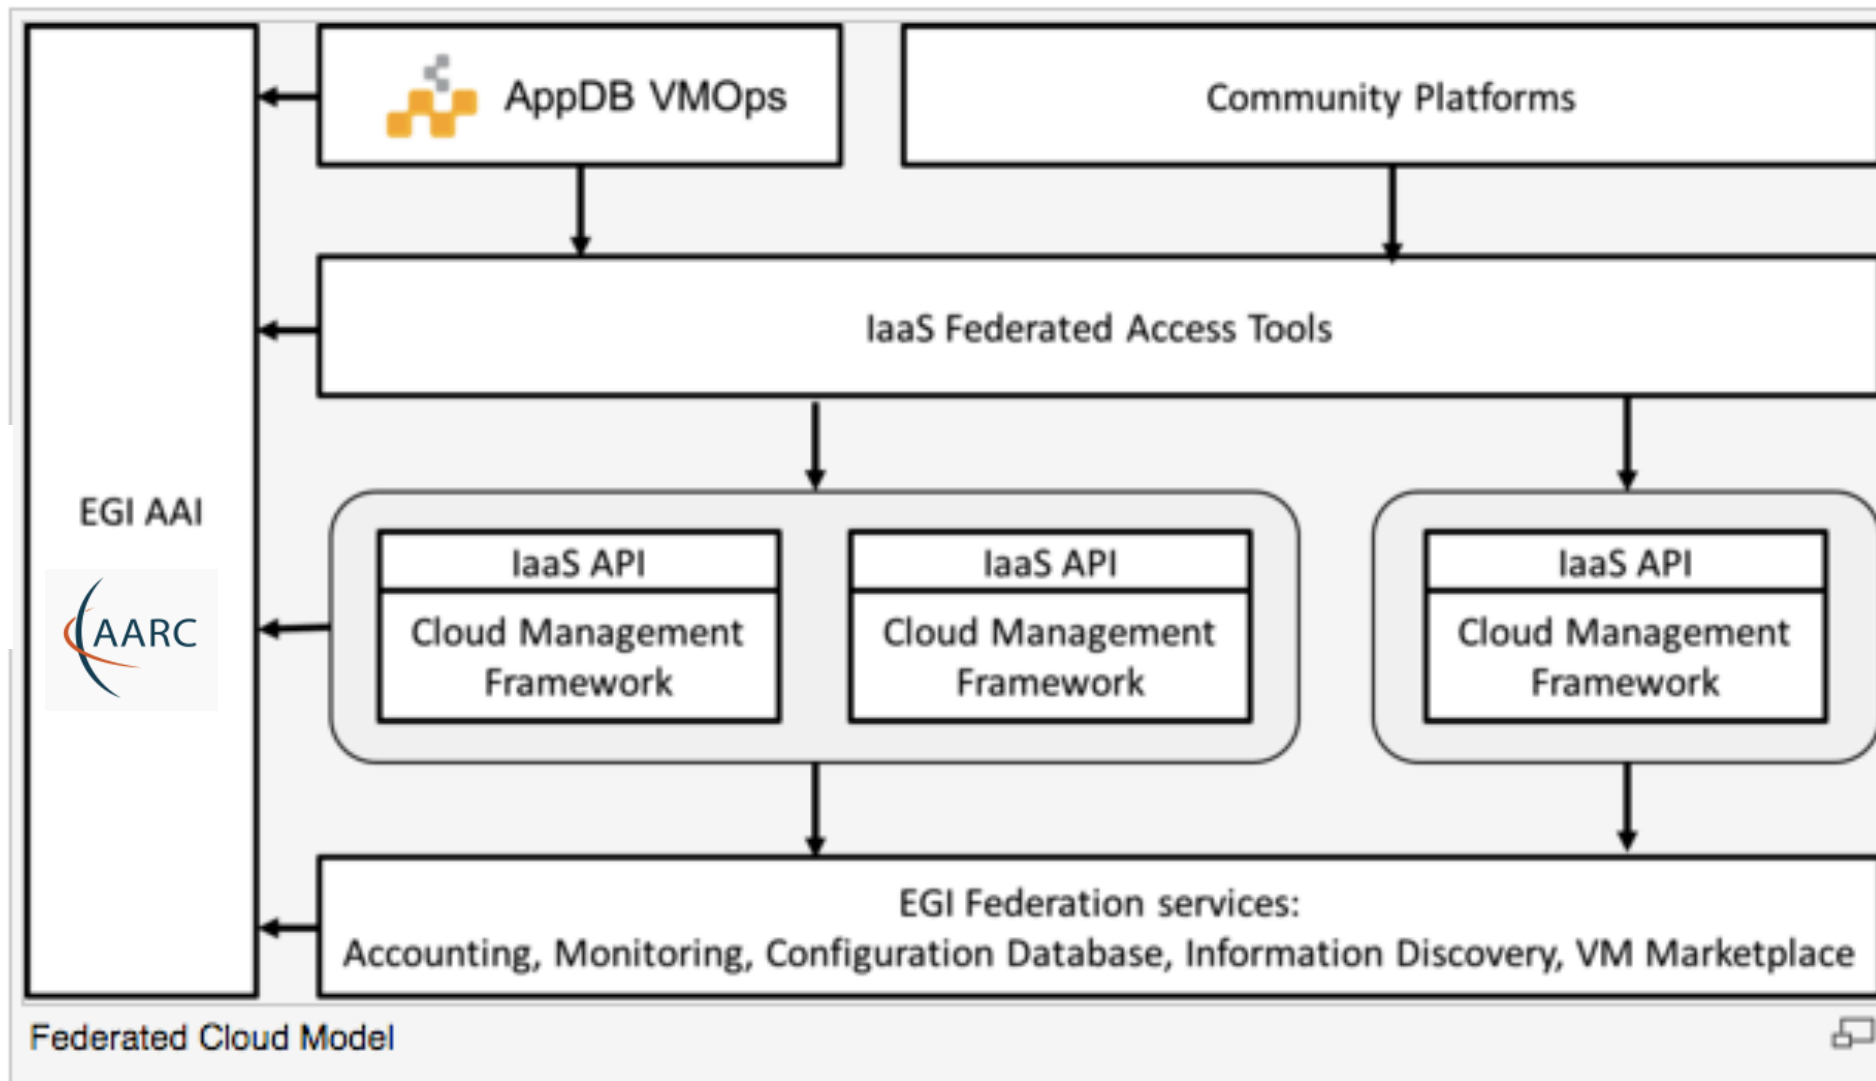 AppDB VMOps
Community Platforms
IaaS Federated Access Tools
EGI AAI
AARC
IaaS API
Cloud Management
Framework
IaaS API
Cloud Management
Framework
IaaS API
Cloud Management
Framework
EGI Federation services:
Accounting, Monitoring, Configuration Database, Information Discovery, VM Marketplace
Federated Cloud Model